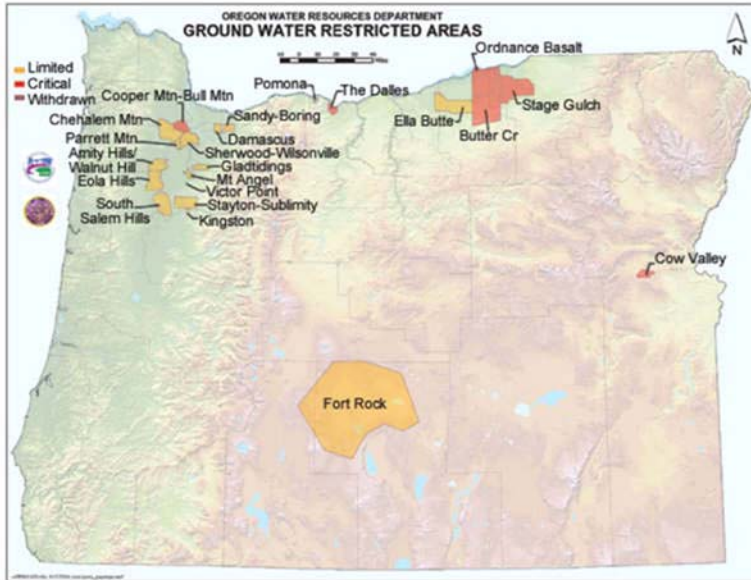 OREGON WATER RESOURCES DEPARTMENT
GROUND WATER RESTRICTED AREAS
N
Limited
Critical
Withdrawn
Ordnance Basalt
Cooper Mtn-Bull Mtn
Pomona
The Dalles
Sandy-Boring
Stage Gulch
Chehalem Mtn
Ella Butte
Damascus
Butter Cr
Parrett Mtn
Sherwood-Wilsonville
Amity Hills/
Walnut Hill
Gladtidings
Mt Angel
Eola Hills
Victor Point
South
Salem Hills
Stayton-Sublimity
Kingston
Cow Valley
Fort Rock